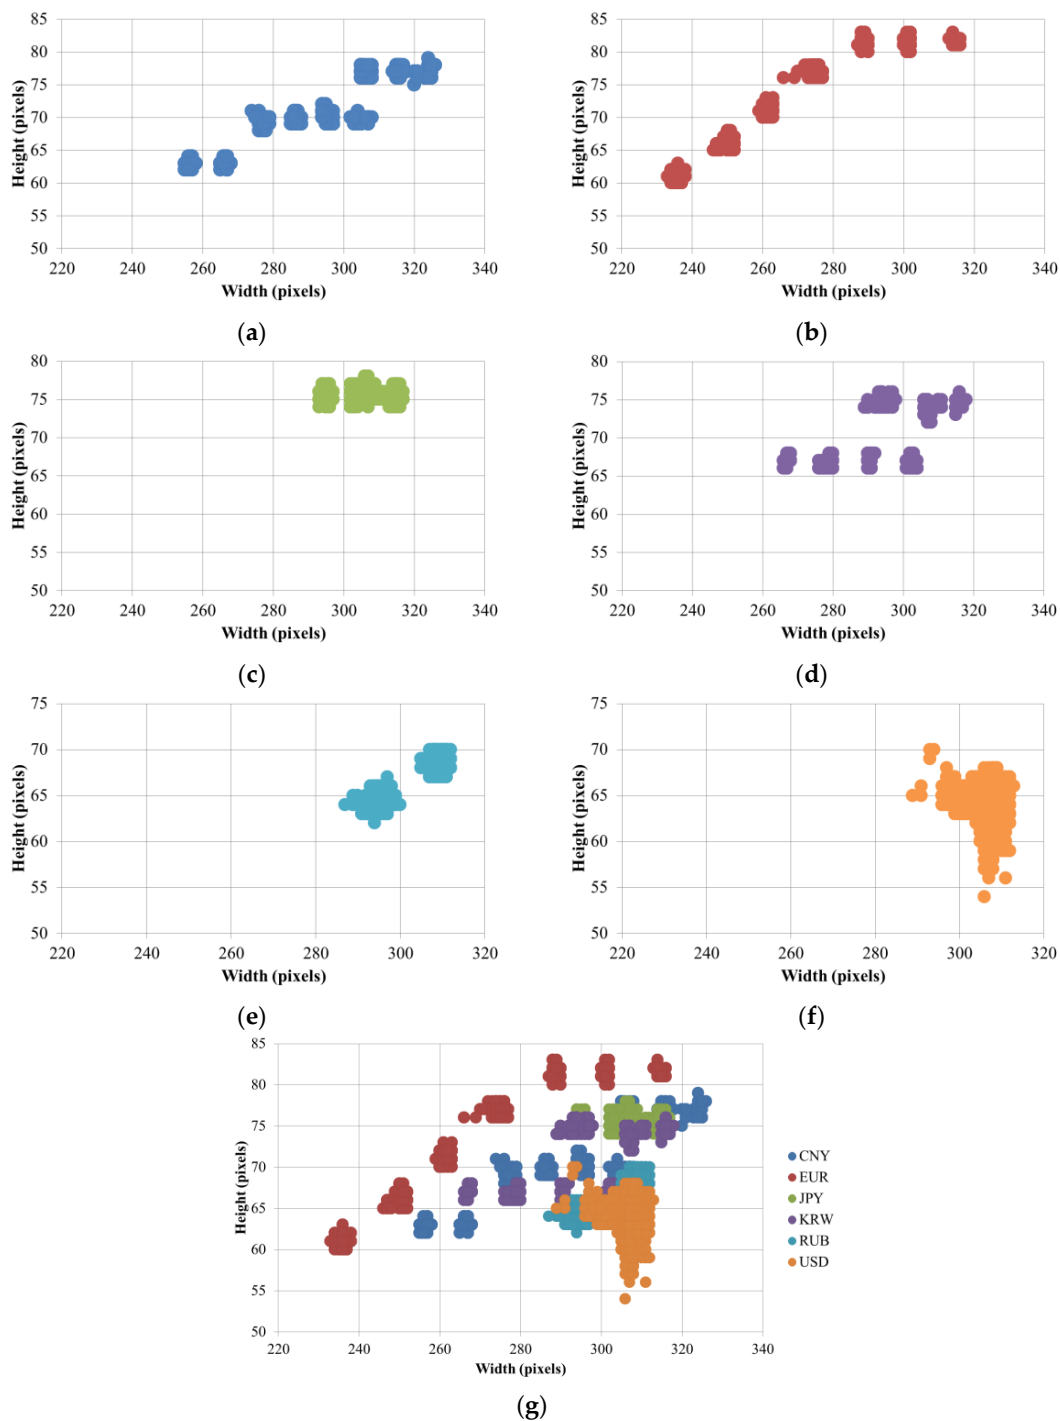 85
80
75
70
65
60
55
50
220 240 260 280 300 320 340
Height (pixels)
Width (pixels)
(a)
85
80
75
70
65
60
55
50
220 240 260 280 300 320 340
Height (pixels)
Width (pixels)
(b)
80
75
70
65
60
55
50
220 240 260 280 300 320 340
Height (pixels)
Width (pixels)
(c)
80
75
70
65
60
55
50
220 240 260 280 300 320 340
Height (pixels)
Width (pixels)
(d)
75
70
65
60
55
50
220 240 260 280 300 320
Height (pixels)
Width (pixels)
(e)
75
70
65
60
55
50
220 240 260 280 300 320
Height (pixels)
Width (pixels)
(f)
85
80
75
70
65
60
55
50
220 240 260 280 300 320 340
Height (pixels)
Width (pixels)
CNY
EUR
JPY
KRW
RUB
USD
(g)